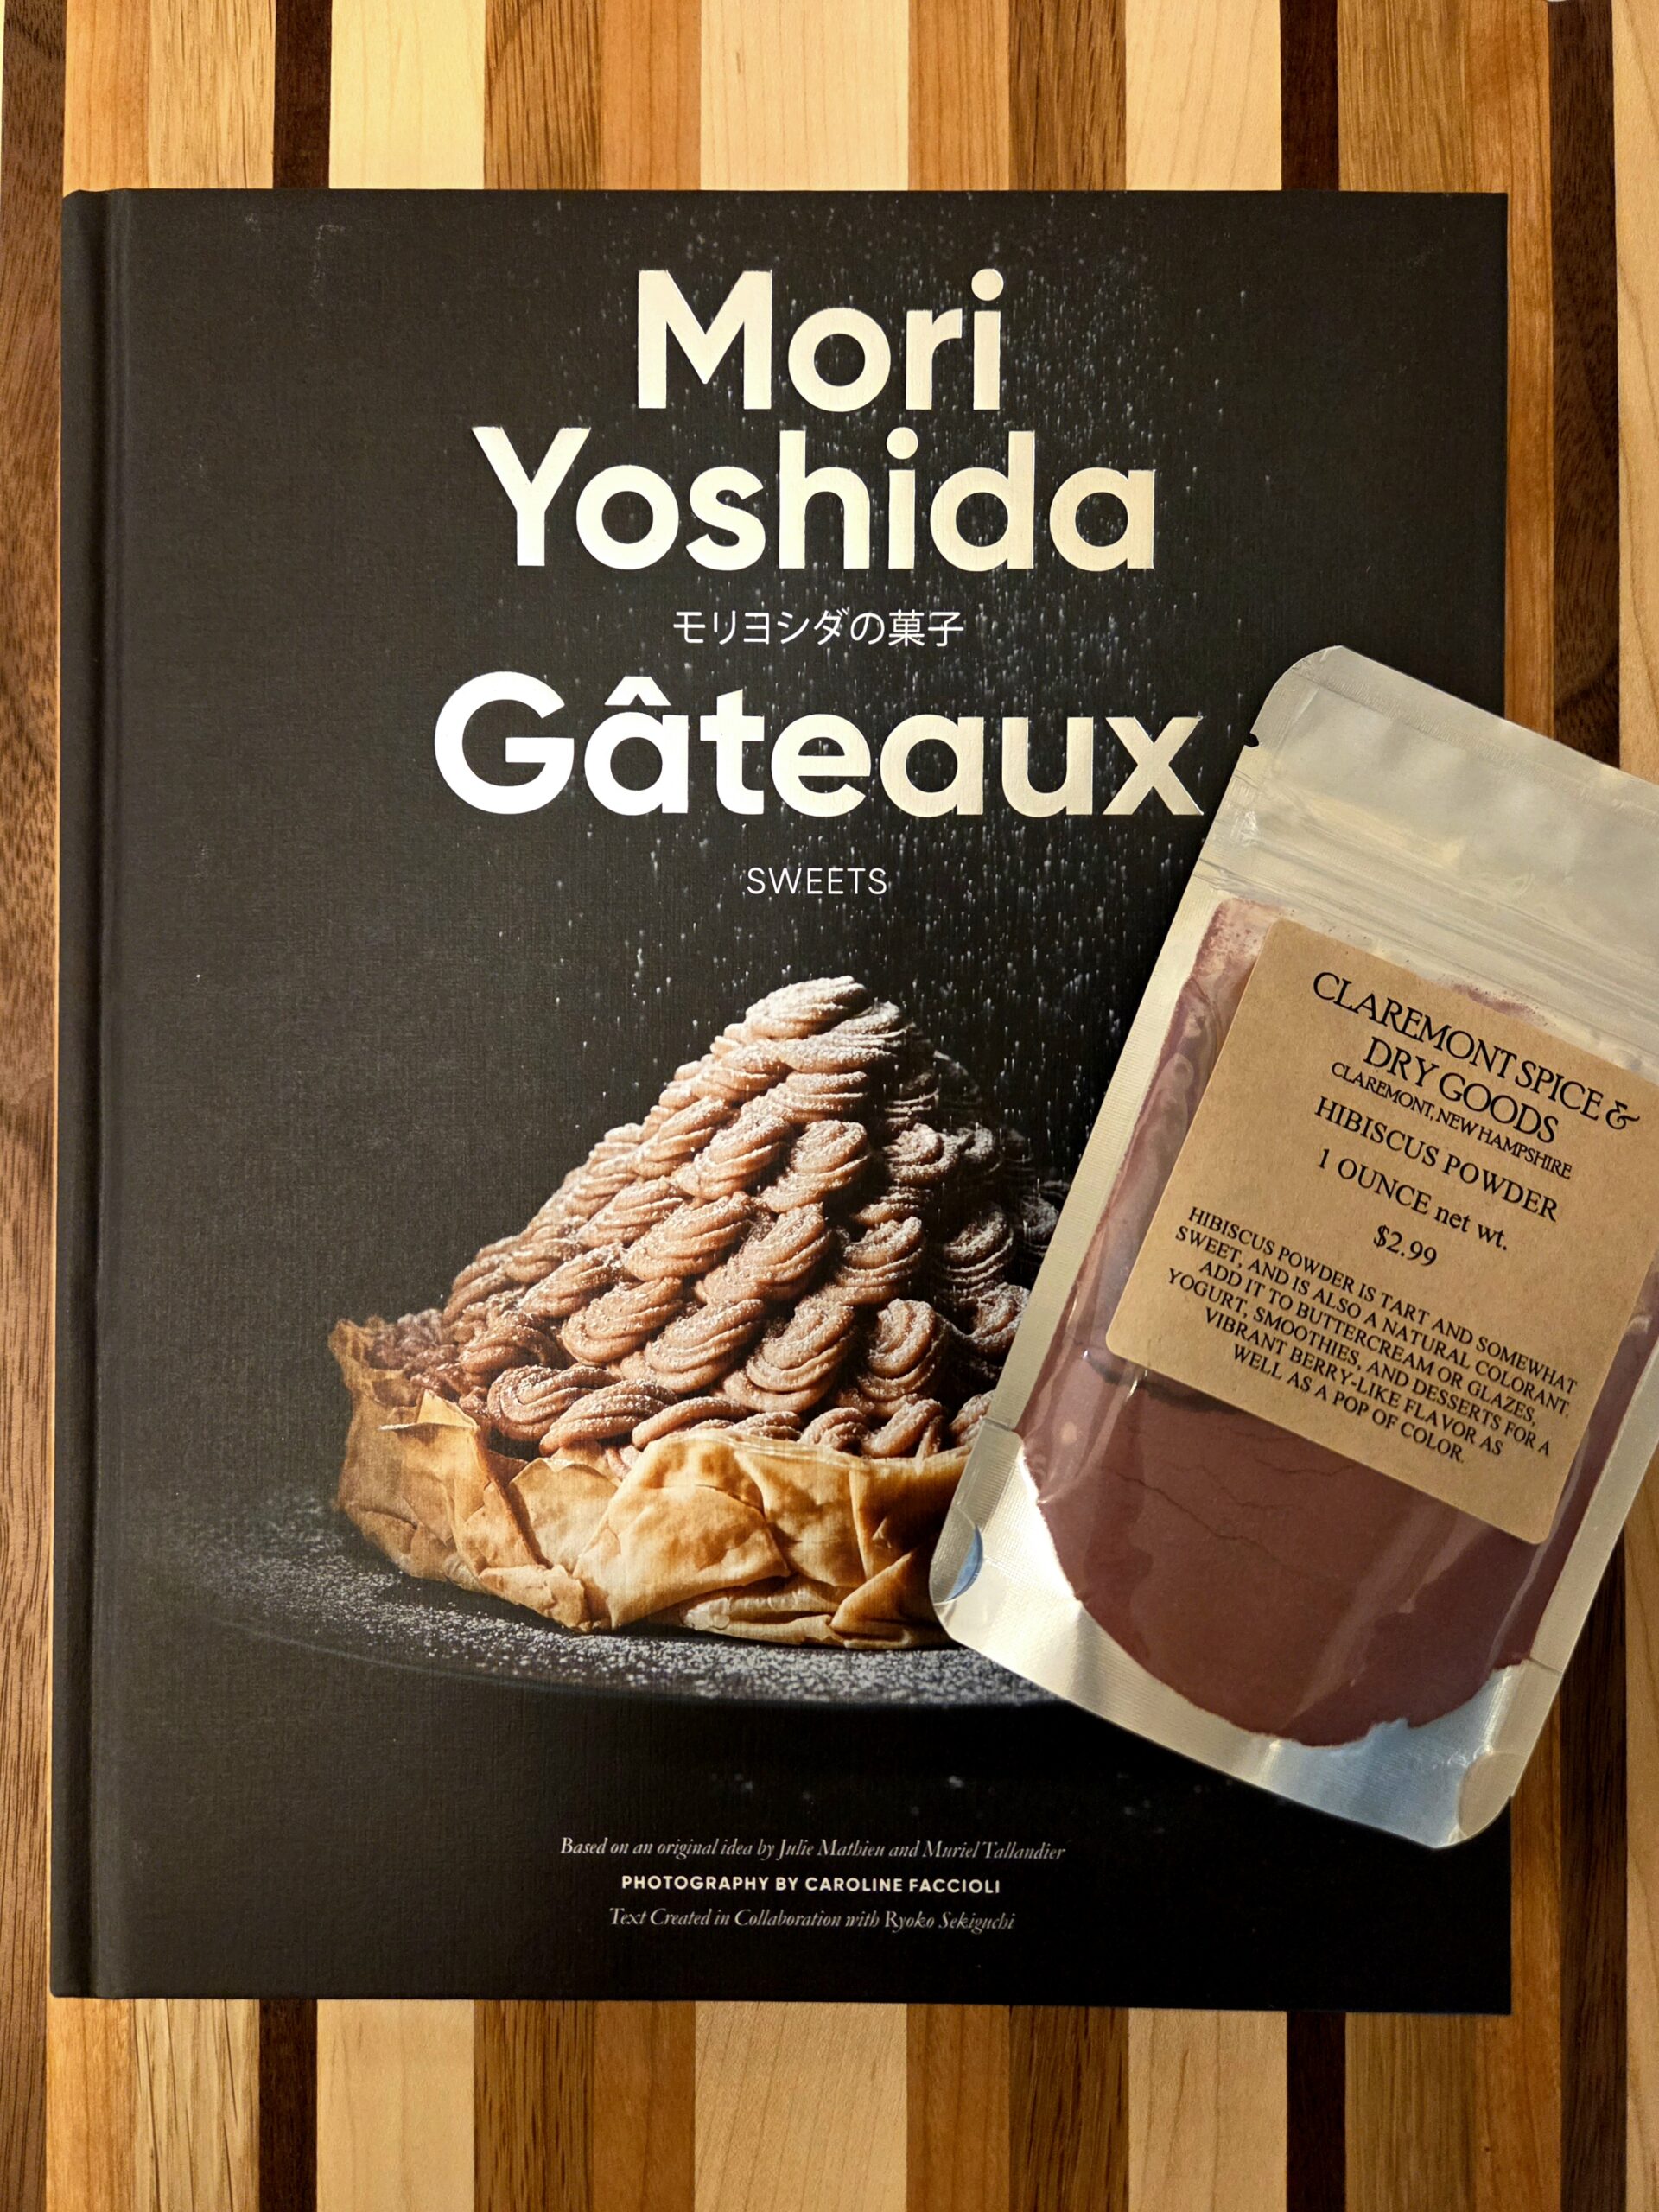 Mori
Yoshida
モリヨシダの菓子
Gâteaux
SWEETS
Based on an original idea by Julie Mathieu and Muriel Tallandier
PHOTOGRAPHY BY CAROLINE FACCIOLI
Text Created in Collaboration with Ryoko Sekiguchi
CLAREMONT SPICE &
DRY GOODS
CLAREMONT, NEW HAMPSHIRE
HIBISCUS POWDER
1 OUNCE net wt.
$2.99
HIBISCUS POWDER IS TART AND SOMEWHAT
SWEET, AND IS ALSO A NATURAL COLORANT.
ADD IT TO BUTTERCREAM OR GLAZES,
YOGURT, SMOOTHIES, AND DESSERTS FOR A
VIBRANT BERRY-LIKE FLAVOR AS
WELL AS A POP OF COLOR.